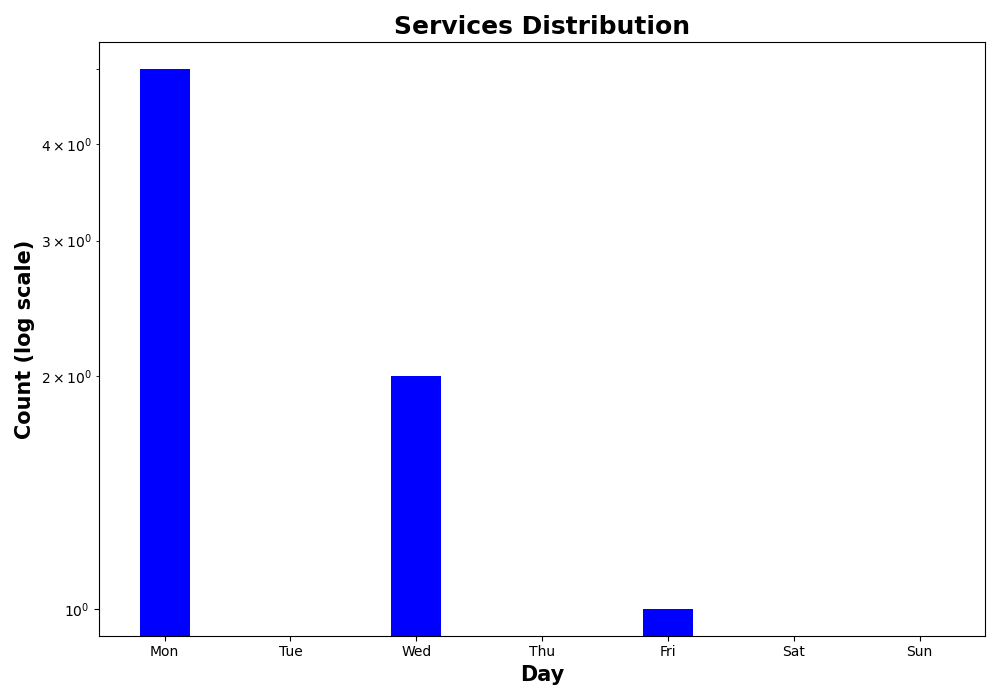 Services Distribution
4 × 10⁰
3 × 10⁰
2 × 10⁰
10⁰
Count (log scale)
Mon Tue Wed Thu Fri Sat Sun
Day